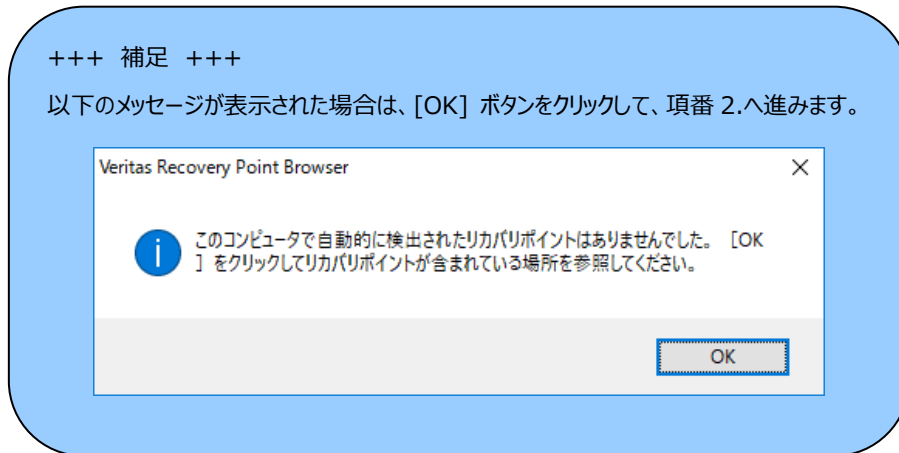 +++ 補足 +++
以下のメッセージが表示された場合は、[OK] ボタンをクリックして、項番 2.へ進みます。
Veritas Recovery Point Browser
このコンピュータで自動的に検出されたリカバリポイントはありませんでした。 [OK
] をクリックしてリカバリポイントが含まれている場所を参照してください。
OK